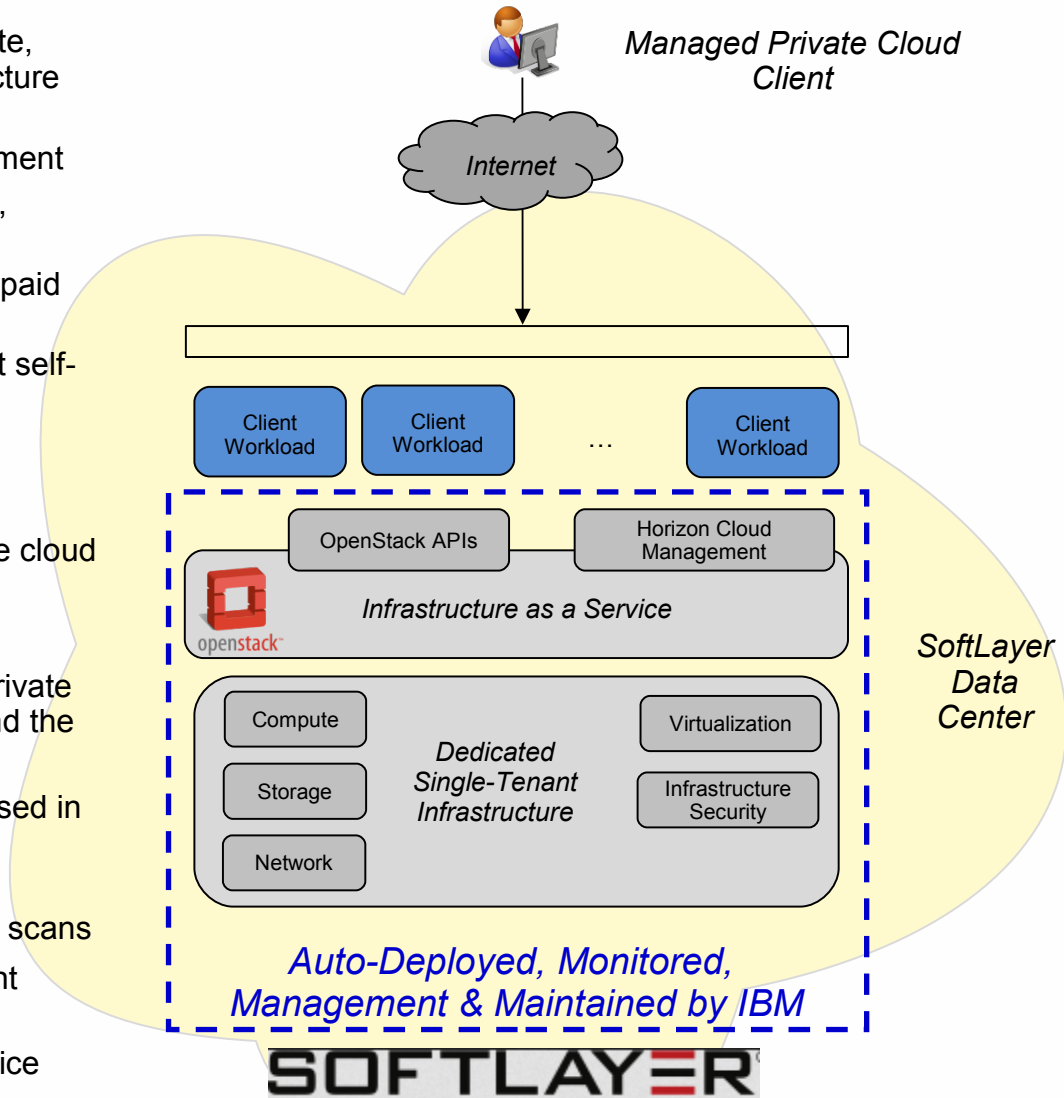 te,
cture
ment
,
paid
t self-
e cloud
rivate
nd the
sed in
scans
nt
ice
Managed Private Cloud
Client
Internet
Client
Workload
Client
Workload
…
Client
Workload
OpenStack APIs
Horizon Cloud
Management
openstack™
Infrastructure as a Service
Compute
Storage
Network
Dedicated
Single-Tenant
Infrastructure
Virtualization
Infrastructure
Security
SoftLayer
Data
Center
Auto-Deployed, Monitored,
Management & Maintained by IBM
SOFTLAYER